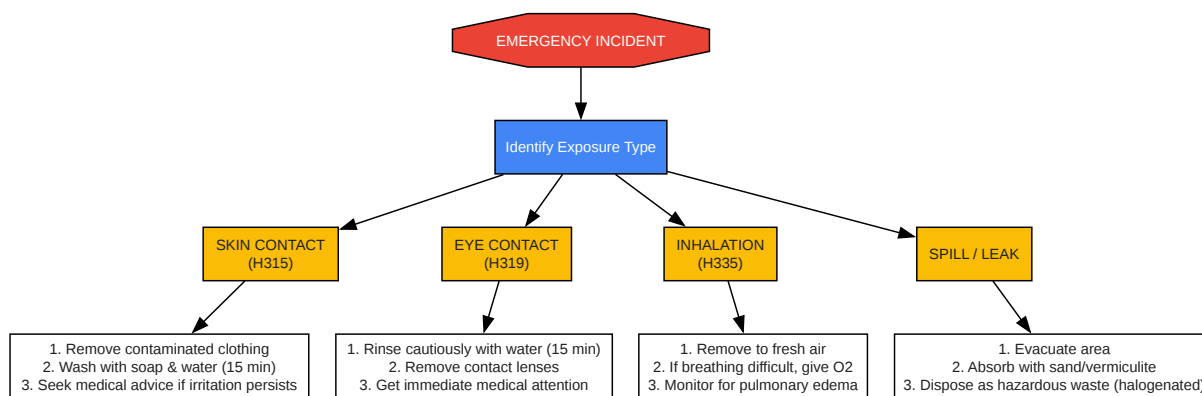 EMERGENCY INCIDENT
Identify Exposure Type
SKIN CONTACT
(H315)
EYE CONTACT
(H319)
INHALATION
(H335)
SPILL / LEAK
1. Remove contaminated clothing
2. Wash with soap & water (15 min)
3. Seek medical advice if irritation persists
1. Rinse cautiously with water (15 min)
2. Remove contact lenses
3. Get immediate medical attention
1. Remove to fresh air
2. If breathing difficult, give O2
3. Monitor for pulmonary edema
1. Evacuate area
2. Absorb with sand/vermiculite
3. Dispose as hazardous waste (halogenated)